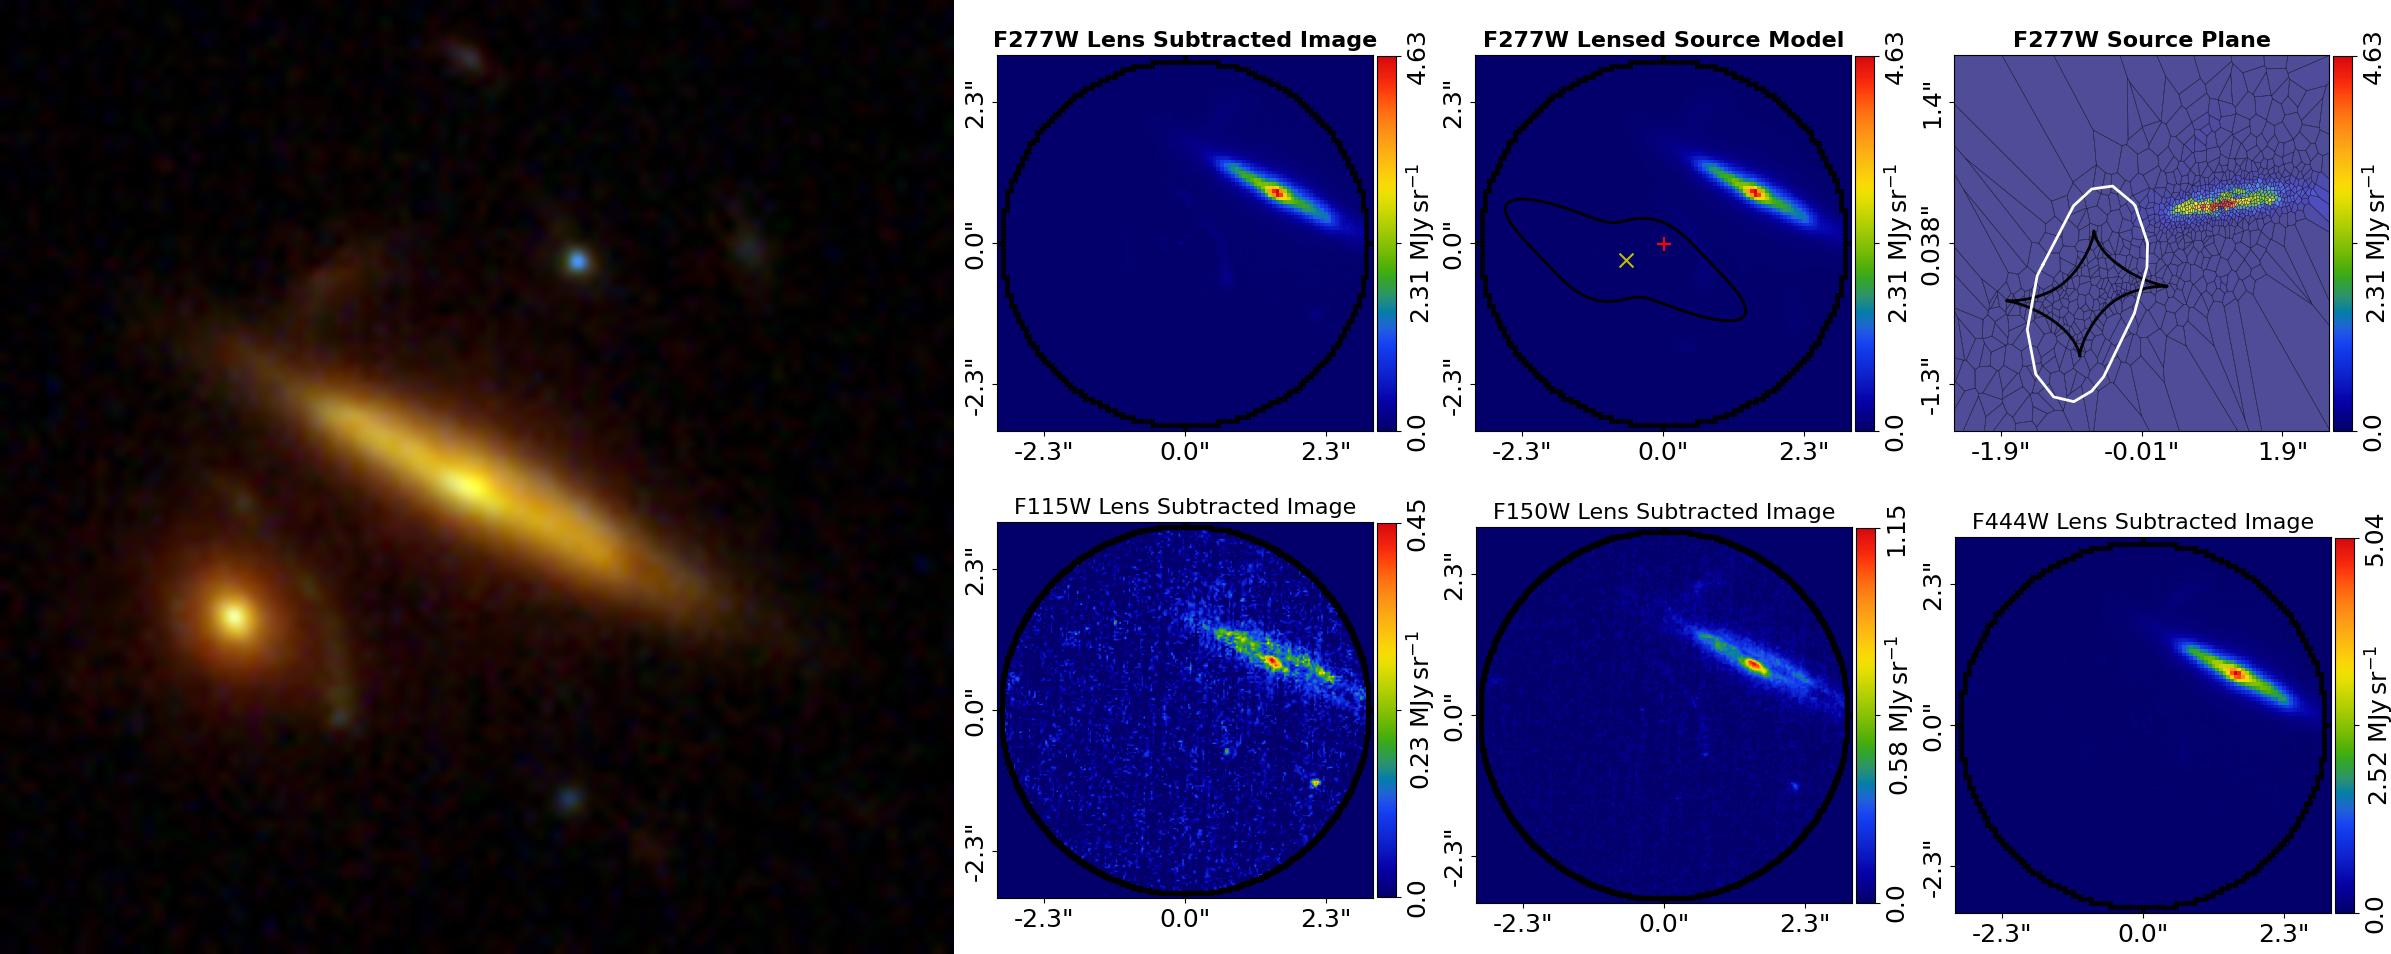 F277W Lens Subtracted Image
2.3"
0.0"
-2.3"
-2.3" 0.0" 2.3"
4.63
2.31 MJy sr⁻¹
0.0
F277W Lensed Source Model
2.3"
0.0"
-2.3"
-2.3" 0.0" 2.3"
4.63
2.31 MJy sr⁻¹
0.0
F277W Source Plane
1.4"
0.038"
-1.3"
-1.9" -0.01" 1.9"
4.63
2.31 MJy sr⁻¹
0.0
F115W Lens Subtracted Image
2.3"
0.0"
-2.3"
-2.3" 0.0" 2.3"
0.45
0.23 MJy sr⁻¹
0.0
F150W Lens Subtracted Image
2.3"
0.0"
-2.3"
-2.3" 0.0" 2.3"
1.15
0.58 MJy sr⁻¹
0.0
F444W Lens Subtracted Image
2.3"
0.0"
-2.3"
-2.3" 0.0" 2.3"
5.04
2.52 MJy sr⁻¹
0.0